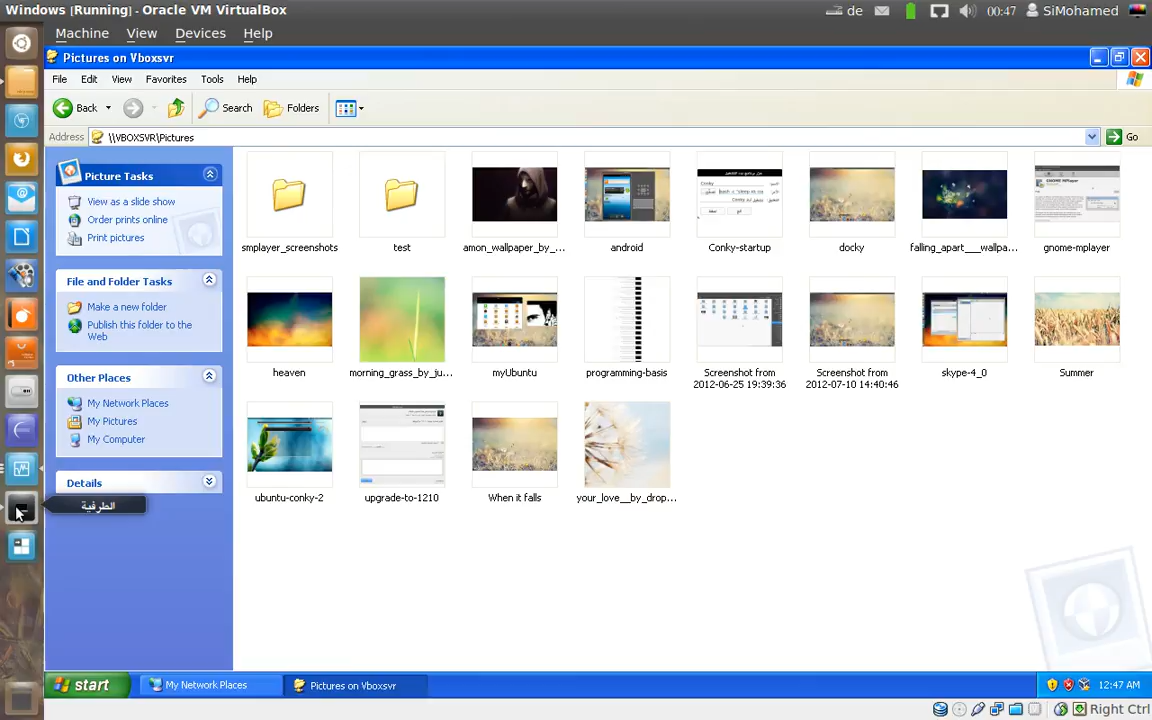 Windows [Running] - Oracle VM VirtualBox
de
00:47
SiMohamed
Machine View Devices Help
Pictures on Vboxsvr
File Edit View Favorites Tools Help
Back Search Folders
Address \\VBOXSVR\Pictures Go
Picture Tasks
View as a slide show
Order prints online
Print pictures
File and Folder Tasks
Make a new folder
Publish this folder to the
Web
Other Places
My Network Places
My Pictures
My Computer
Details
الطرفية
smplayer_screenshots test amon_wallpaper_by_... android Conky-startup docky falling_apart___wallpa... gnome-mplayer
heaven morning_grass_by_ju... myUbuntu programming-basis Screenshot from Screenshot from skype-4_0 Summer
2012-06-25 19:39:36 2012-07-10 14:40:46
ubuntu-conky-2 upgrade-to-1210 When it falls your_love__by_drop...
start My Network Places Pictures on Vboxsvr 12:47 AM
Right Ctrl